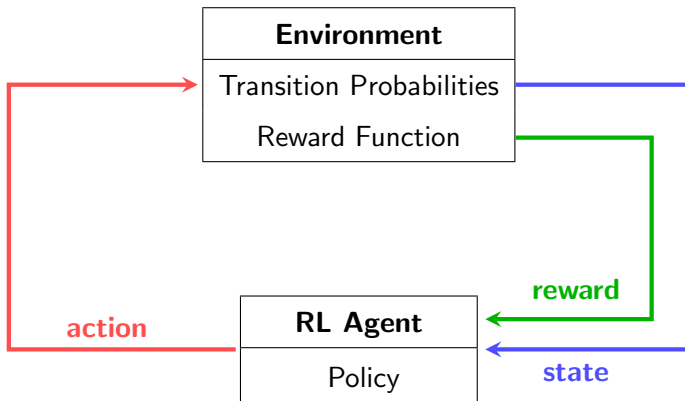 Environment
Transition Probabilities
Reward Function
reward
RL Agent
action
state
Policy